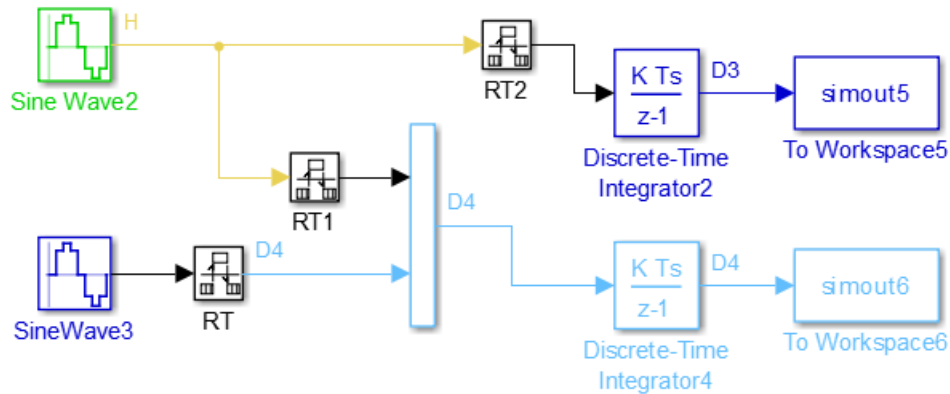 H
Sine Wave2
RT2
K Ts
z-1
D3
simout5
Discrete-Time
Integrator2
To Workspace5
RT1
D4
SineWave3
RT
D4
K Ts
z-1
D4
simout6
Discrete-Time
Integrator4
To Workspace6